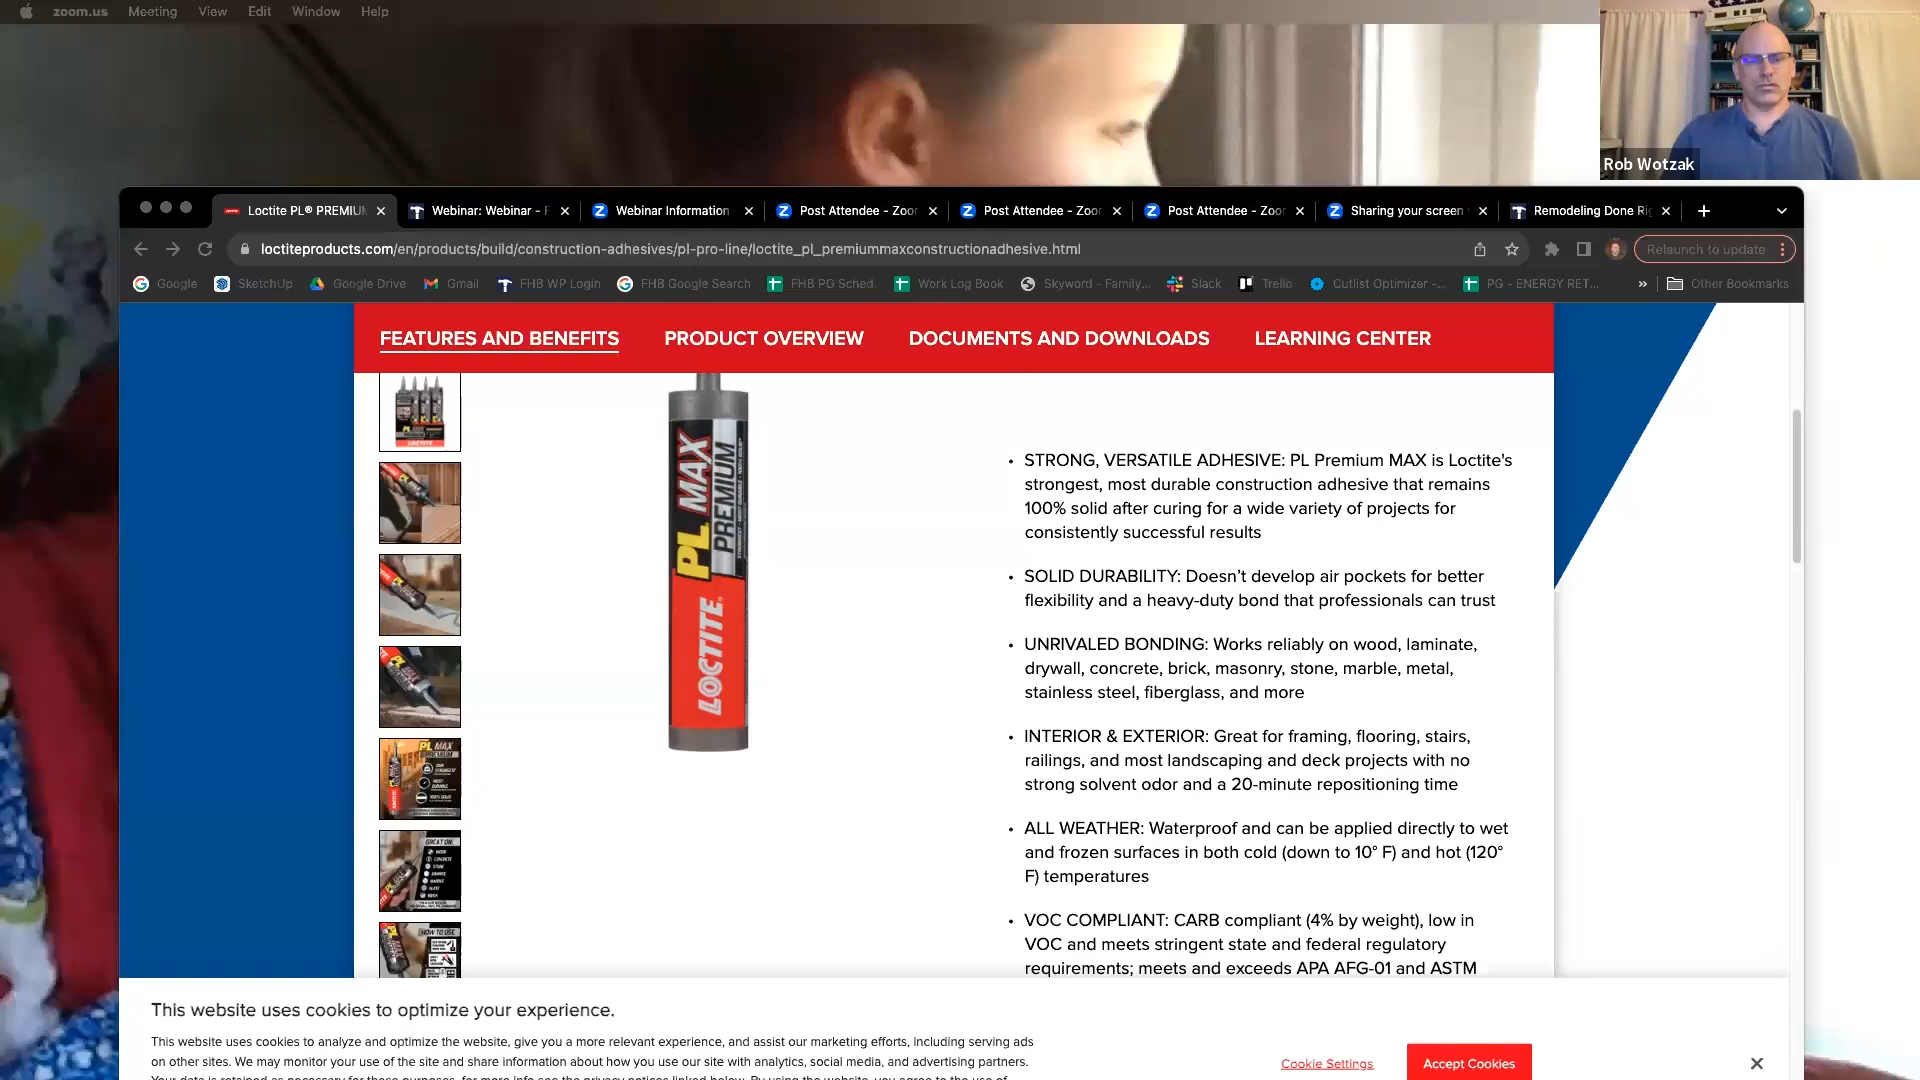 zoom.us Meeting View Edit Window Help
Rob Wotzak
Loctite PL® PREMIUM
Webinar: Webinar - F
Webinar Information
Post Attendee - Zoor
Post Attendee - Zoor
Post Attendee - Zoor
Sharing your screen
Remodeling Done Ri
loctiteproducts.com/en/products/build/construction-adhesives/pl-pro-line/loctite_pl_premiummaxconstructionadhesive.html
Relaunch to update
Google SketchUp Google Drive Gmail FHB WP Login FHB Google Search FHB PG Sched. Work Log Book Skyword - Family... Slack Trello Cutlist Optimizer -... PG - ENERGY RET... » Other Bookmarks
FEATURES AND BENEFITS PRODUCT OVERVIEW DOCUMENTS AND DOWNLOADS LEARNING CENTER
PL MAX
PREMIUM
LOCTITE
• STRONG, VERSATILE ADHESIVE: PL Premium MAX is Loctite's
strongest, most durable construction adhesive that remains
100% solid after curing for a wide variety of projects for
consistently successful results
• SOLID DURABILITY: Doesn't develop air pockets for better
flexibility and a heavy-duty bond that professionals can trust
• UNRIVALED BONDING: Works reliably on wood, laminate,
drywall, concrete, brick, masonry, stone, marble, metal,
stainless steel, fiberglass, and more
• INTERIOR & EXTERIOR: Great for framing, flooring, stairs,
railings, and most landscaping and deck projects with no
strong solvent odor and a 20-minute repositioning time
• ALL WEATHER: Waterproof and can be applied directly to wet
and frozen surfaces in both cold (down to 10° F) and hot (120°
F) temperatures
• VOC COMPLIANT: CARB compliant (4% by weight), low in
VOC and meets stringent state and federal regulatory
requirements; meets and exceeds APA AFG-01 and ASTM
PL MAX
GREAT ON:
HOW TO USE
This website uses cookies to optimize your experience.
This website uses cookies to analyze and optimize the website, give you a more relevant experience, and assist our marketing efforts, including serving ads
on other sites. We may monitor your use of the site and share information about how you use our site with analytics, social media, and advertising partners.
Cookie Settings
Accept Cookies